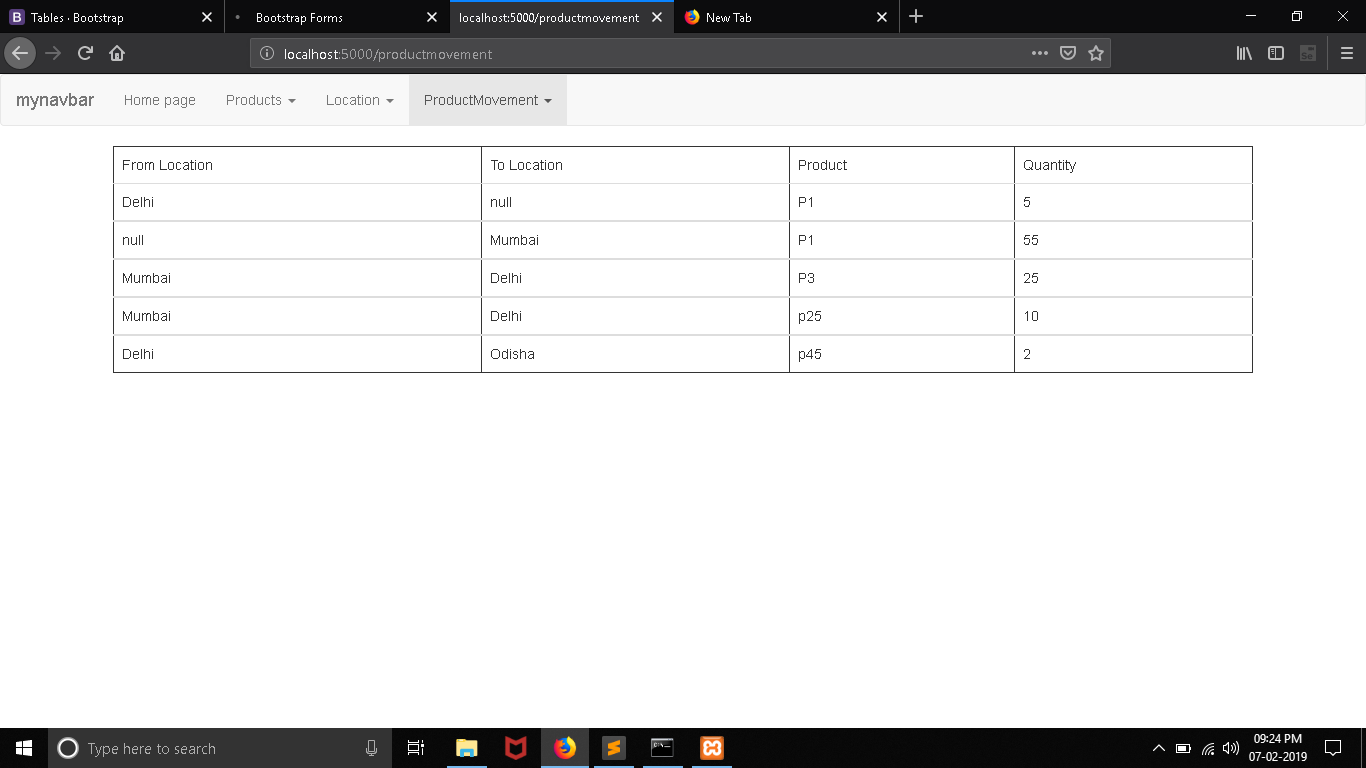 Tables · Bootstrap
Bootstrap Forms
localhost:5000/productmovement
New Tab
localhost:5000/productmovement
mynavbar Home page Products Location ProductMovement
From Location To Location Product Quantity
Delhi null P1 5
null Mumbai P1 55
Mumbai Delhi P3 25
Mumbai Delhi p25 10
Delhi Odisha p45 2
Type here to search
09:24 PM
07-02-2019